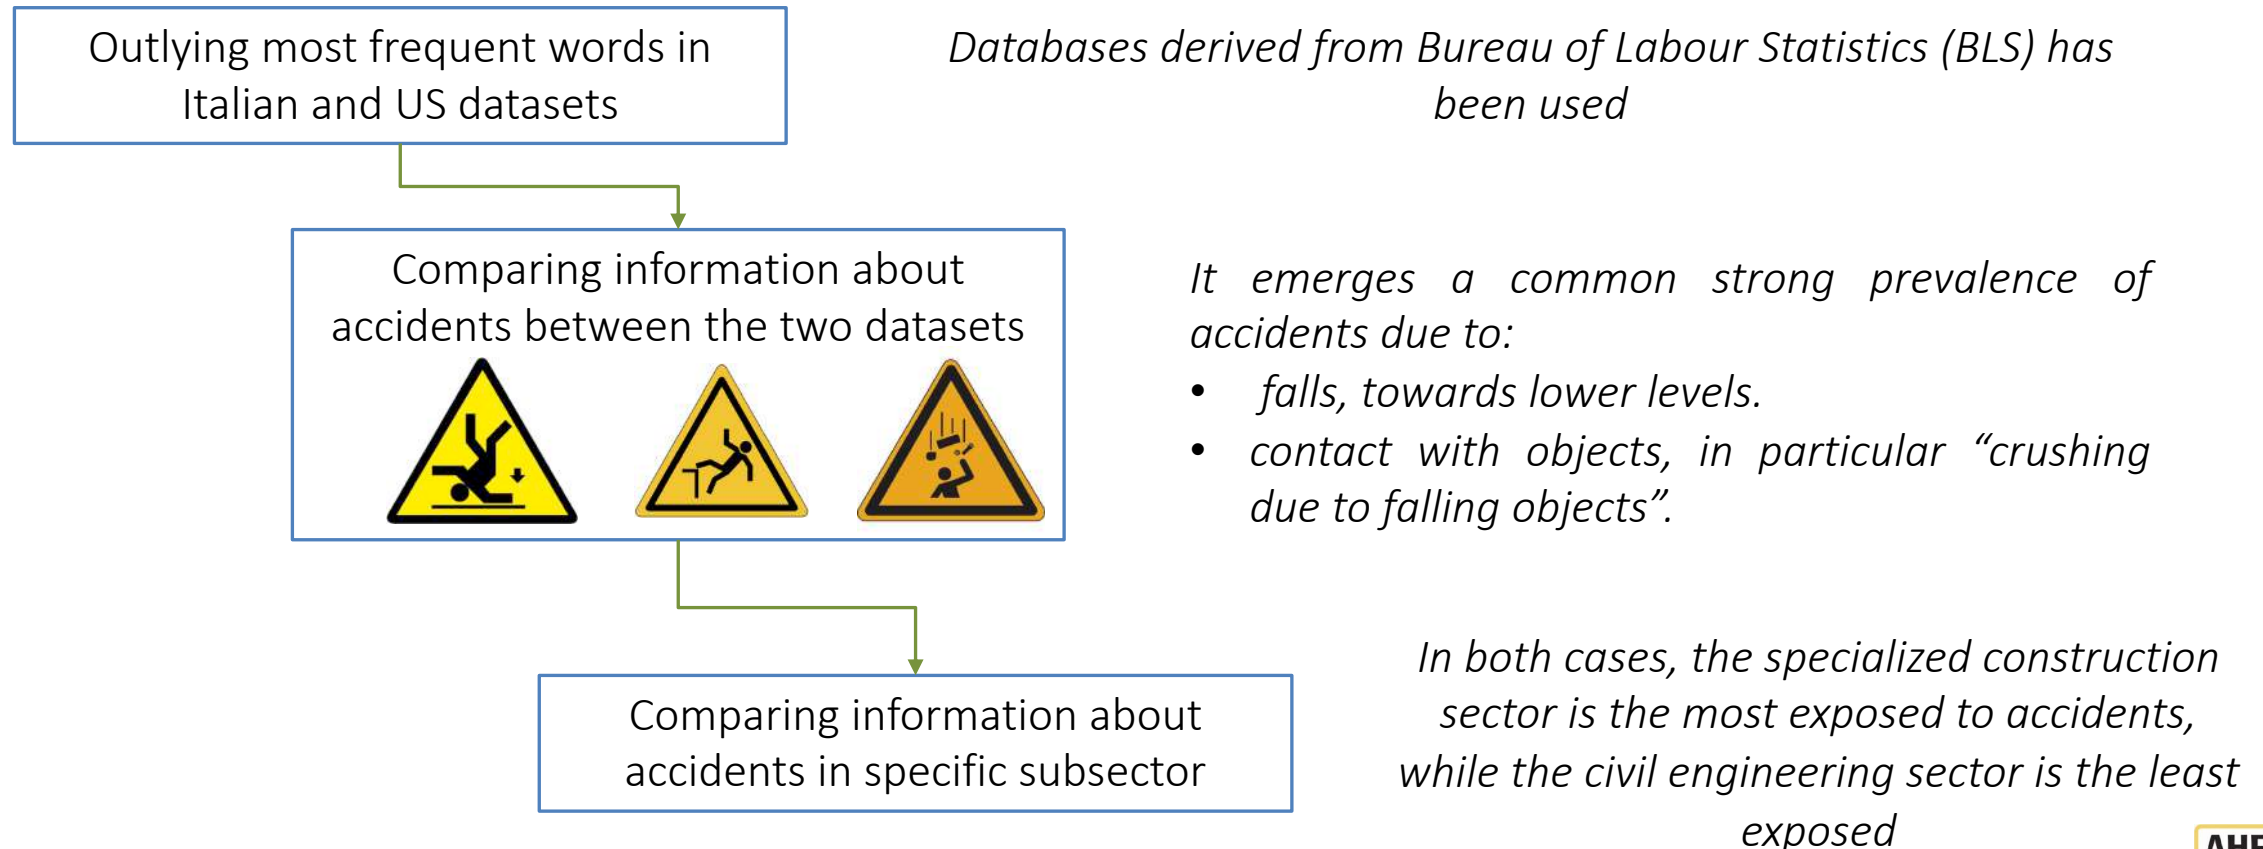 Outlying most frequent words in
Italian and US datasets
Databases derived from Bureau of Labour Statistics (BLS) has
been used
Comparing information about
accidents between the two datasets
It emerges a common strong prevalence of
accidents due to:
• falls, towards lower levels.
• contact with objects, in particular “crushing
due to falling objects”.
Comparing information about
accidents in specific subsector
In both cases, the specialized construction
sector is the most exposed to accidents,
while the civil engineering sector is the least
exposed